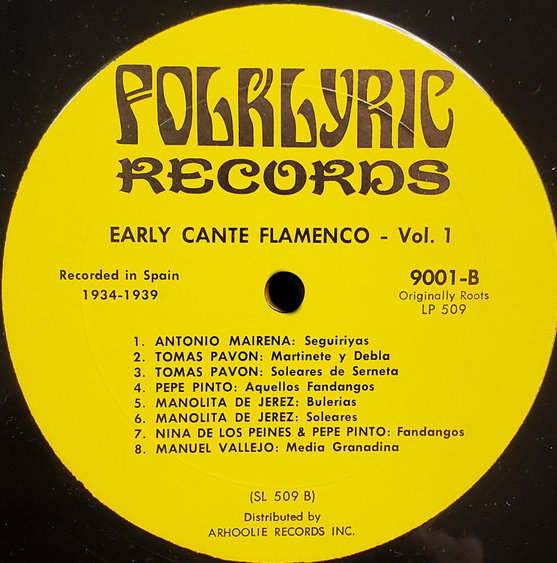 FOLKLYRIC
RECORDS
EARLY CANTE FLAMENCO - Vol. 1
Recorded in Spain
1934-1939
9001-B
Originally Roots
LP 509
1. ANTONIO MAIRENA: Seguiriyas
2. TOMAS PAVON: Martinete y Debla
3. TOMAS PAVON: Soleares de Serneta
4. PEPE PINTO: Aquellos Fandangos
5. MANOLITA DE JEREZ: Bulerias
6. MANOLITA DE JEREZ: Soleares
7. NINA DE LOS PEINES & PEPE PINTO: Fandangos
8. MANUEL VALLEJO: Media Granadina
(SL 509 B)
Distributed by
ARHOOLIE RECORDS INC.